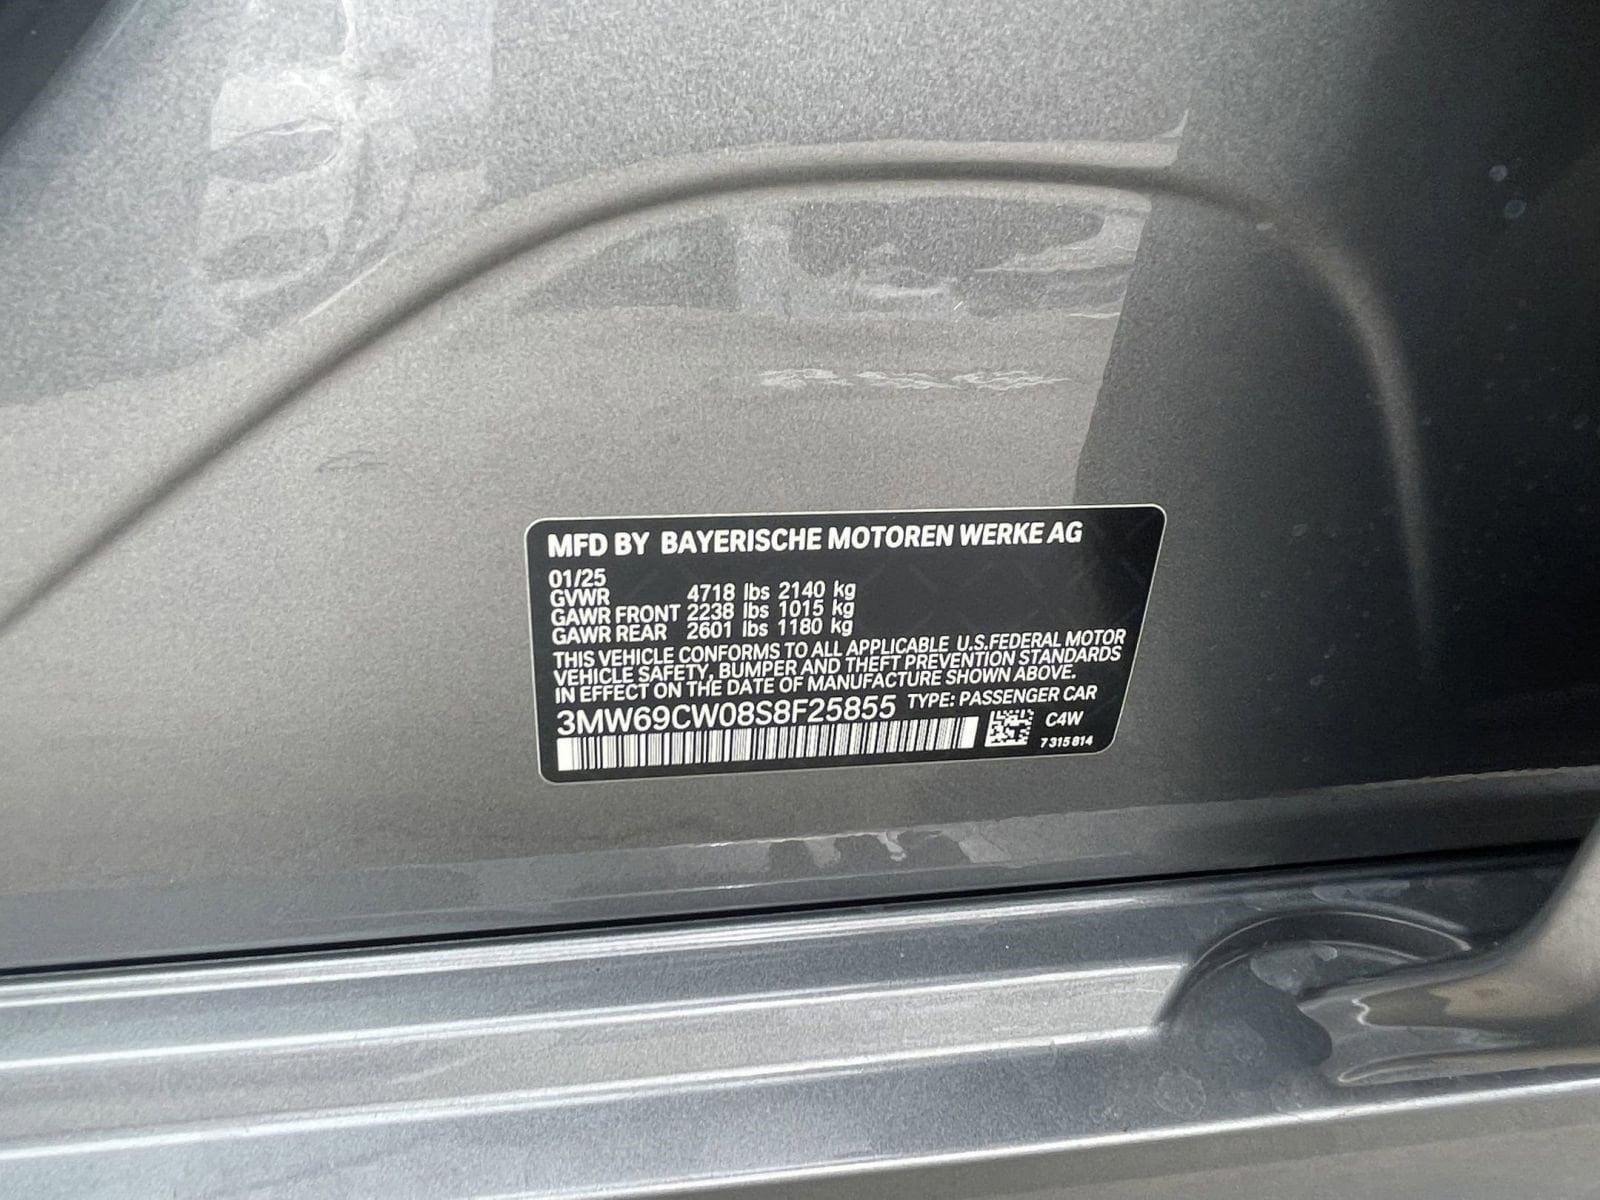 MFD BY BAYERISCHE MOTOREN WERKE AG
01/25
GVWR 4718 lbs 2140 kg
GAWR FRONT 2238 lbs 1015 kg
GAWR REAR 2601 lbs 1180 kg
THIS VEHICLE CONFORMS TO ALL APPLICABLE U.S.FEDERAL MOTOR
VEHICLE SAFETY, BUMPER AND THEFT PREVENTION STANDARDS
IN EFFECT ON THE DATE OF MANUFACTURE SHOWN ABOVE.
3MW69CW08S8F25855 TYPE: PASSENGER CAR
C4W
7 315 814